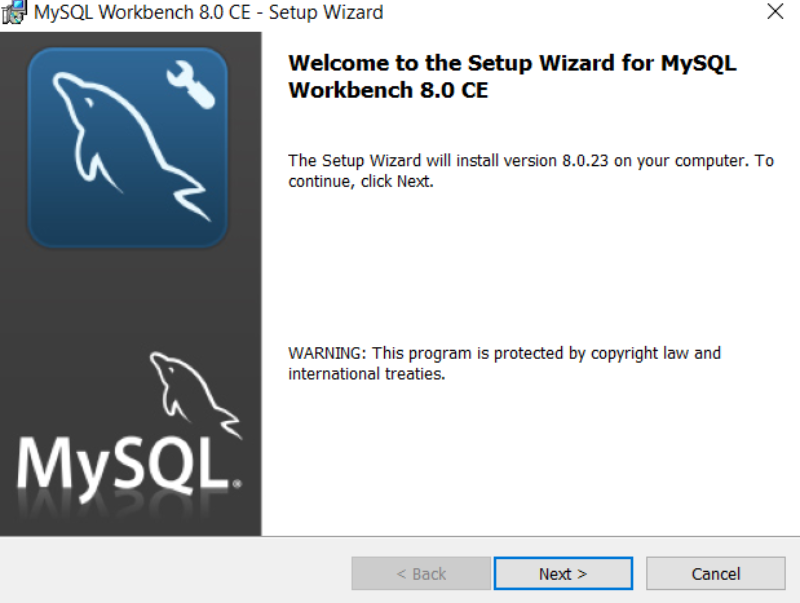 MySQL Workbench 8.0 CE - Setup Wizard
Welcome to the Setup Wizard for MySQL
Workbench 8.0 CE
The Setup Wizard will install version 8.0.23 on your computer. To
continue, click Next.
WARNING: This program is protected by copyright law and
international treaties.
MySQL®
< Back
Next >
Cancel